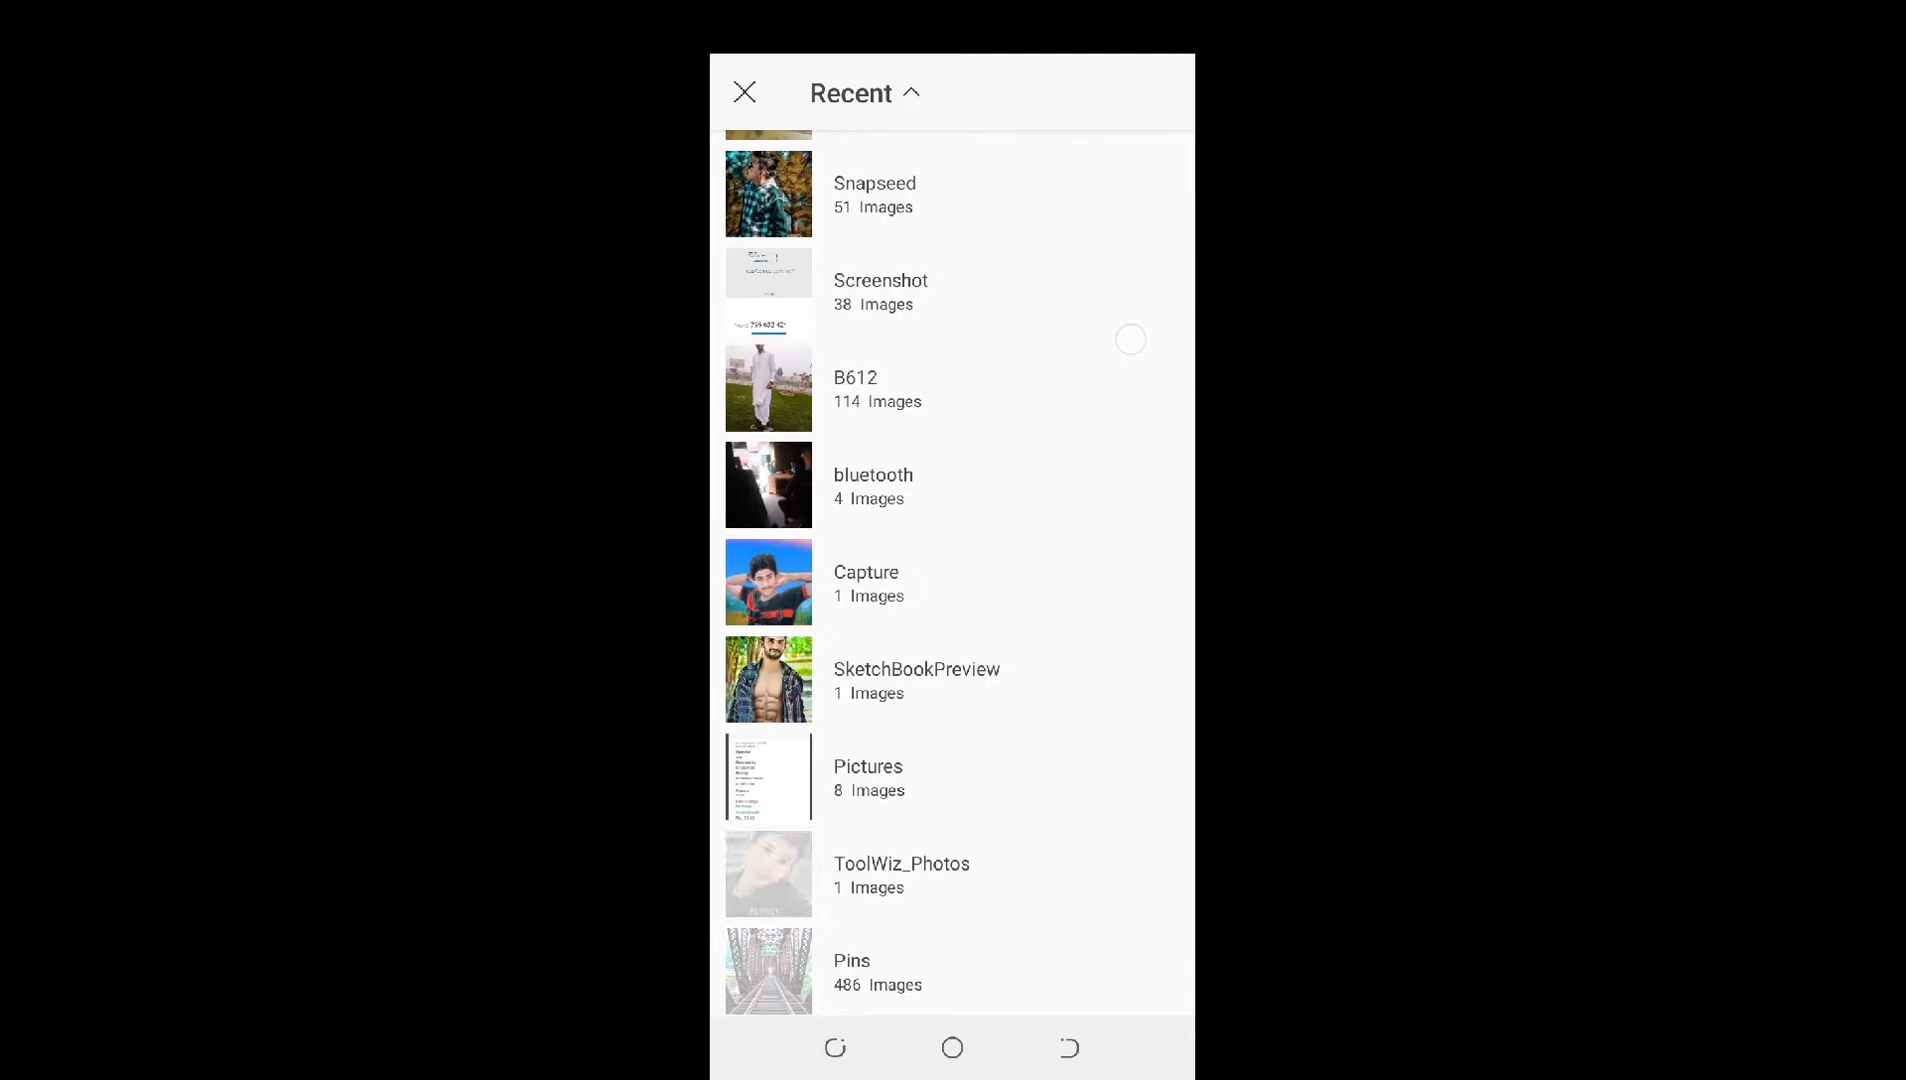 Recent
Snapseed
51 Images
Screenshot
38 Images
B612
114 Images
bluetooth
4 Images
Capture
1 Images
SketchBookPreview
1 Images
Pictures
8 Images
ToolWiz_Photos
1 Images
Pins
486 Images